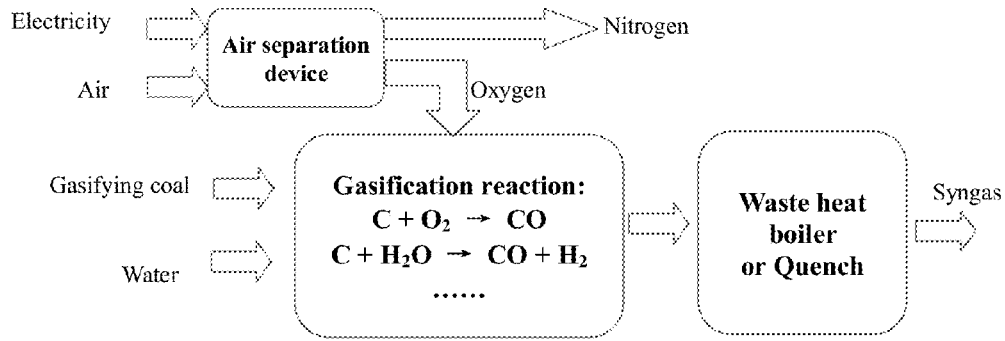 Electricity
Air separation
device
Nitrogen
Air
Oxygen
Gasifying coal
Water
Gasification reaction:
C + O₂ → CO
C + H₂O → CO + H₂
……
Waste heat
boiler
or Quench
Syngas